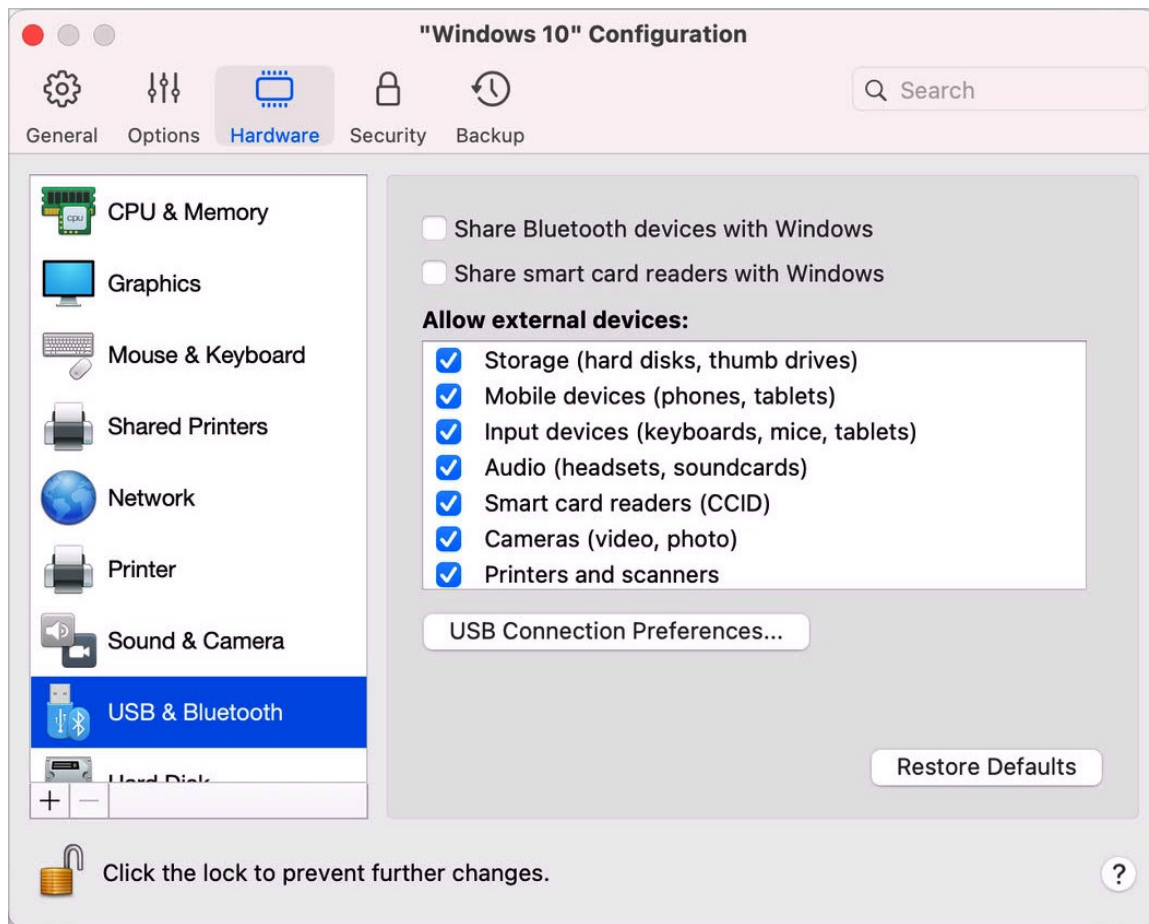 "Windows 10" Configuration
General
Options
Hardware
Security
Backup
Search
CPU & Memory
Graphics
Mouse & Keyboard
Shared Printers
Network
Printer
Sound & Camera
USB & Bluetooth
Hard Disk
cpu
Share Bluetooth devices with Windows
Share smart card readers with Windows
Allow external devices:
Storage (hard disks, thumb drives)
Mobile devices (phones, tablets)
Input devices (keyboards, mice, tablets)
Audio (headsets, soundcards)
Smart card readers (CCID)
Cameras (video, photo)
Printers and scanners
USB Connection Preferences...
Restore Defaults
Click the lock to prevent further changes.
?